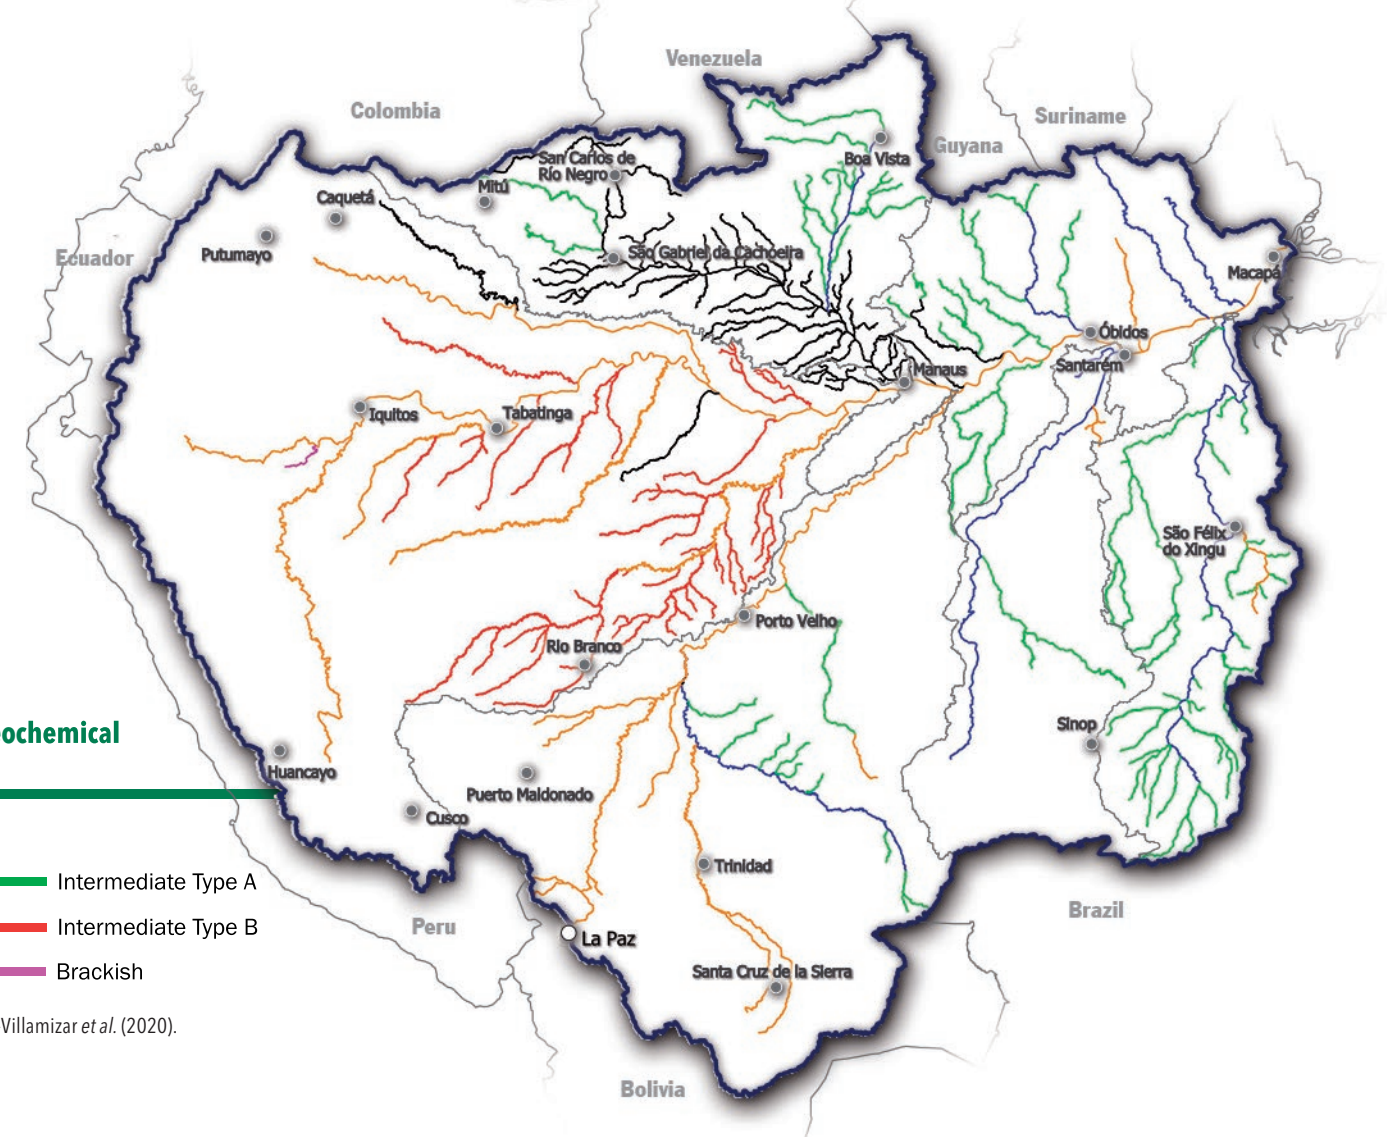 Venezuela
Colombia
Suriname
Guyana
Boa Vista
San Carlos de
Río Negro
Mitú
Caquetá
Putumayo
Ecuador
São Gabriel da Cachoeira
Macapá
Óbidos
Santarém
Manaus
Iquitos
Tabatinga
São Félix
do Xingu
Porto Velho
Rio Branco
Sinop
ochemical
Huancayo
Puerto Maldonado
Cusco
Trinidad
Intermediate Type A
Brazil
Peru
Intermediate Type B
La Paz
Brackish
Santa Cruz de la Sierra
Villamizar et al. (2020).
Bolivia